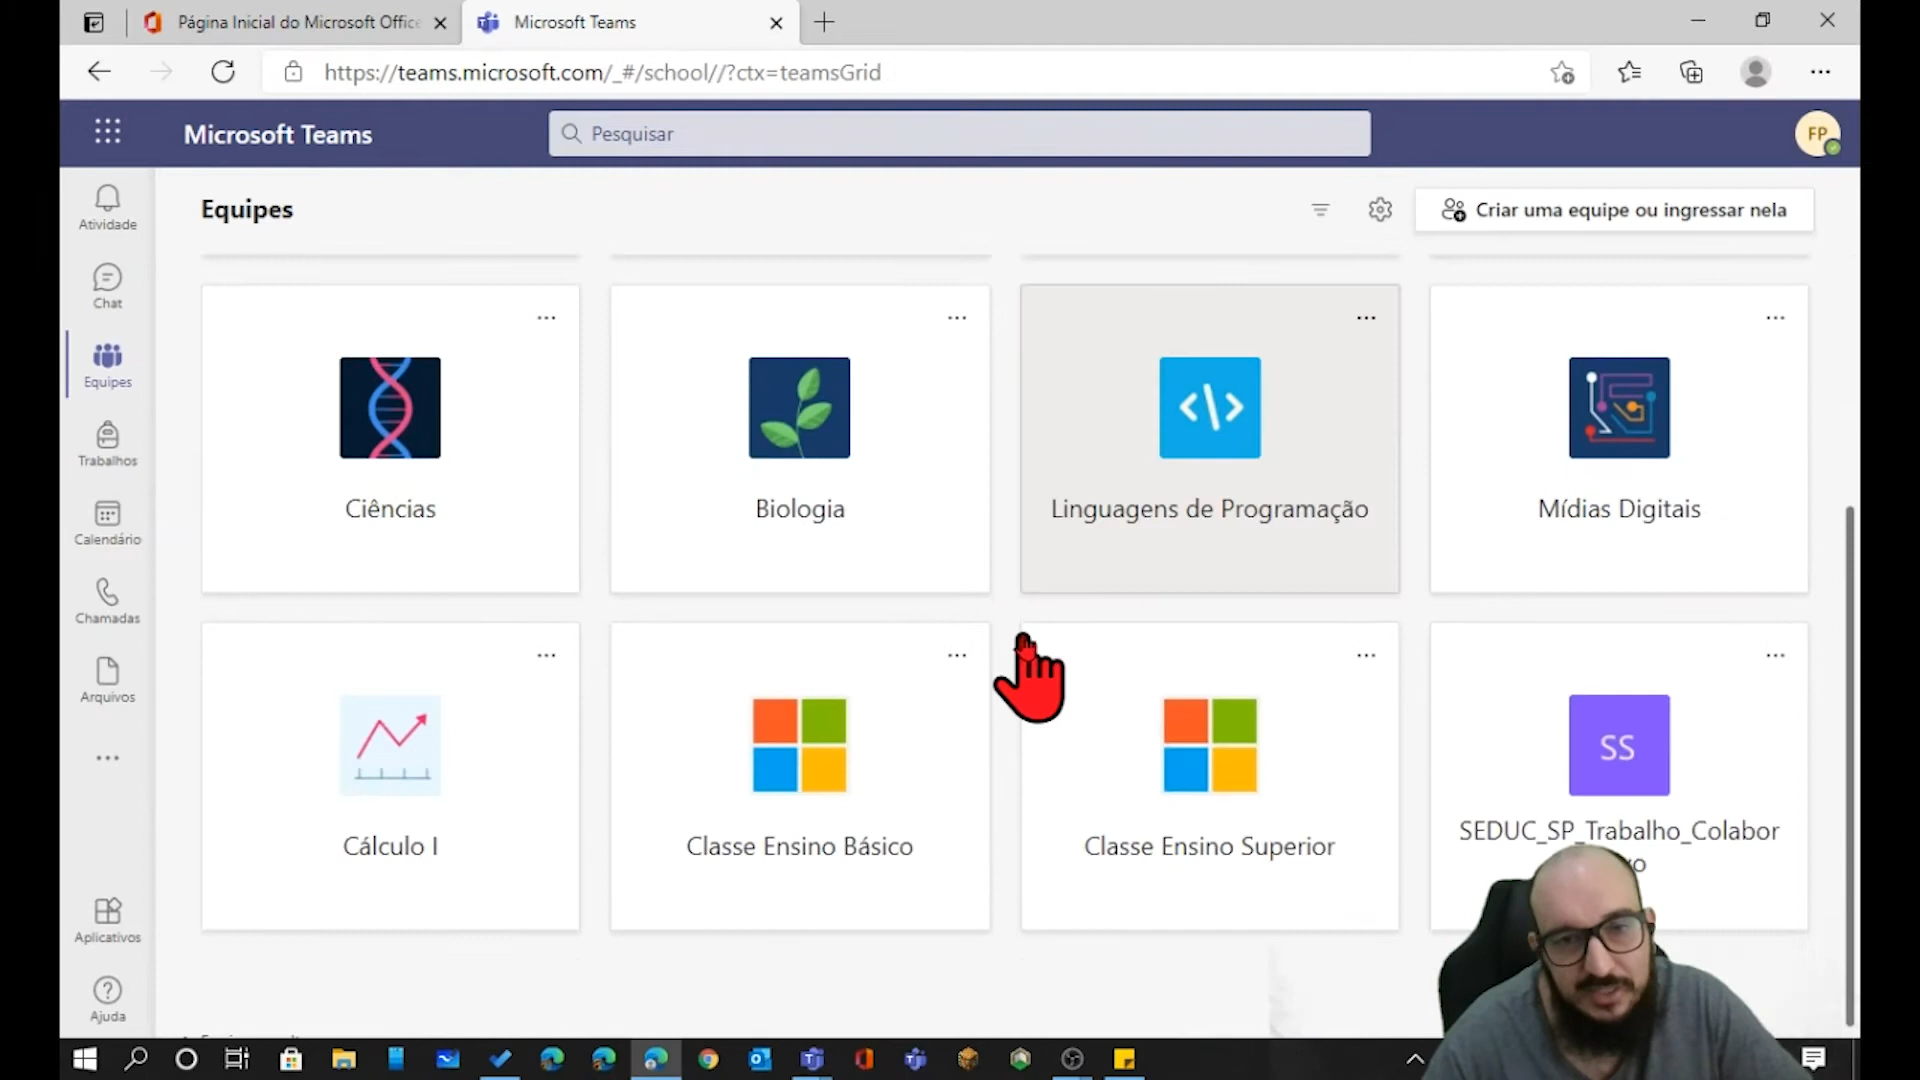 Página Inicial do Microsoft Office
Microsoft Teams
https://teams.microsoft.com/_#/school//?ctx=teamsGrid
Microsoft Teams
Pesquisar
FP
Atividade
Chat
Equipes
Trabalhos
Calendário
Chamadas
Arquivos
Aplicativos
Ajuda
Equipes
Criar uma equipe ou ingressar nela
Ciências
Biologia
Linguagens de Programação
Mídias Digitais
Cálculo I
Classe Ensino Básico
Classe Ensino Superior
SS
SEDUC_SP_Trabalho_Colabor